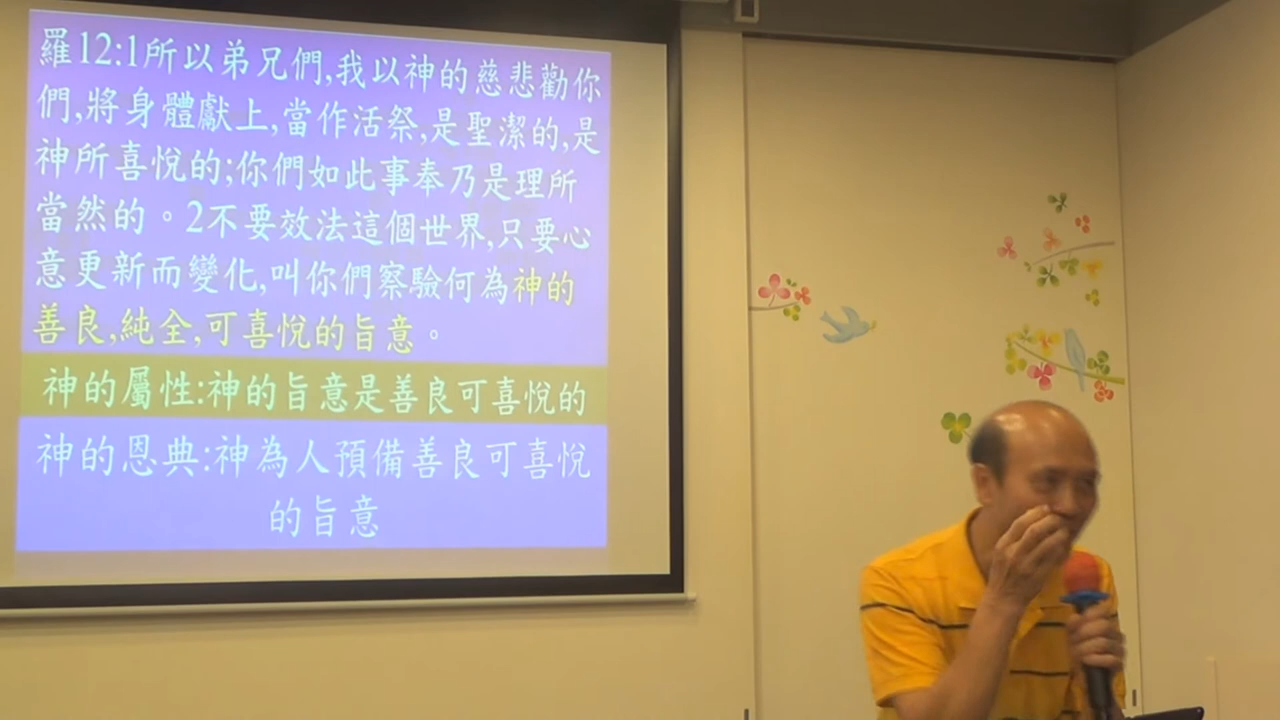 羅12:1所以弟兄們,我以神的慈悲勸你
們,將身體獻上,當作活祭,是聖潔的,是
神所喜悅的;你們如此事奉乃是理所
當然的。2不要效法這個世界,只要心
意更新而變化,叫你們察驗何為神的
善良,純全,可喜悅的旨意。
神的屬性:神的旨意是善良可喜悅的
神的恩典:神為人預備善良可喜悅
的旨意